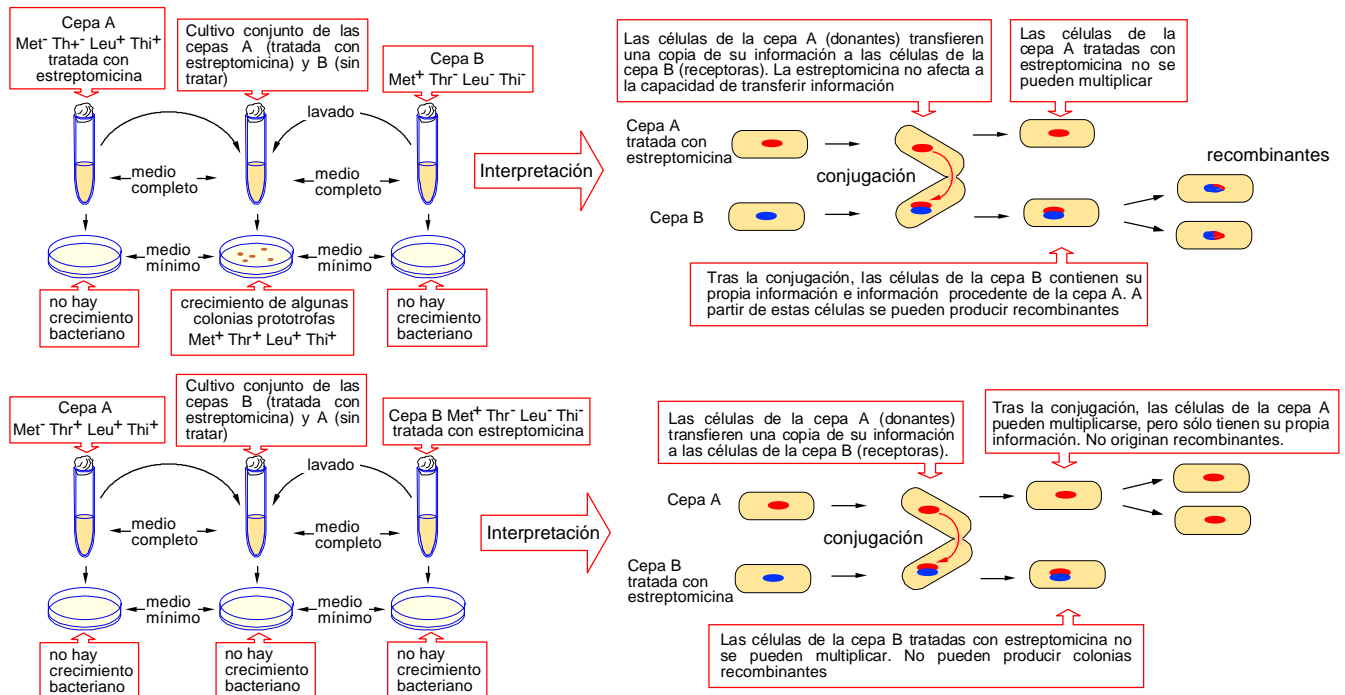 Cepa A
Met- Th+- Leu+ Thi+
tratada con
estreptomicina
Cultivo conjunto de las
cepas A (tratada con
estreptomicina) y B (sin
tratar)
Cepa B
Met+ Thr- Leu- Thi-
lavado
medio
completo
medio
completo
medio
mínimo
medio
mínimo
no hay
crecimiento
bacteriano
crecimiento de algunas
colonias prototrofas
Met+ Thr+ Leu+ Thi+
no hay
crecimiento
bacteriano
Interpretación
Las células de la cepa A (donantes) transfieren
una copia de su información a las células de la
cepa B (receptoras). La estreptomicina no afecta a
la capacidad de transferir información
Las células de la
cepa A tratadas con
estreptomicina no se
pueden multiplicar
Cepa A
tratada con
estreptomicina
conjugación
recombinantes
Cepa B
Tras la conjugación, las células de la cepa B contienen su
propia información e información procedente de la cepa A. A
partir de estas células se pueden producir recombinantes
Cepa A
Met- Thr+ Leu+ Thi+
Cultivo conjunto de las
cepas B (tratada con
estreptomicina) y A (sin
tratar)
Cepa B Met+ Thr- Leu- Thi-
tratada con estreptomicina
lavado
medio
completo
medio
completo
medio
mínimo
medio
mínimo
no hay
crecimiento
bacteriano
no hay
crecimiento
bacteriano
no hay
crecimiento
bacteriano
Interpretación
Las células de la cepa A (donantes)
transfieren una copia de su información
a las células de la cepa B (receptoras).
Tras la conjugación, las células de la cepa A
pueden multiplicarse, pero sólo tienen su propia
información. No originan recombinantes.
Cepa A
conjugación
Cepa B
tratada con
estreptomicina
Las células de la cepa B tratadas con estreptomicina no
se pueden multiplicar. No pueden producir colonias
recombinantes